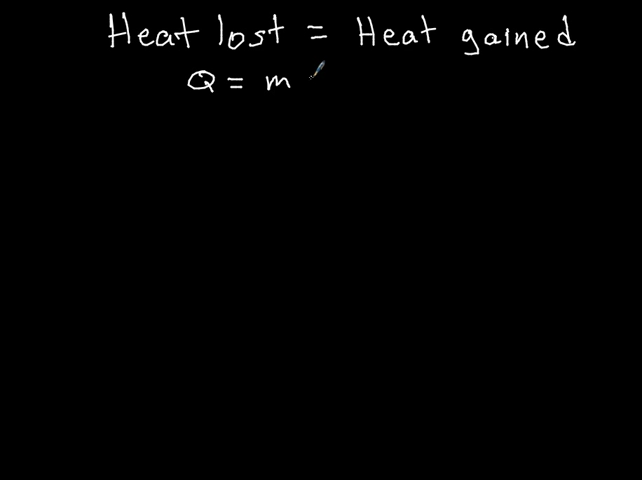 Heat lost = Heat gained
Q = m